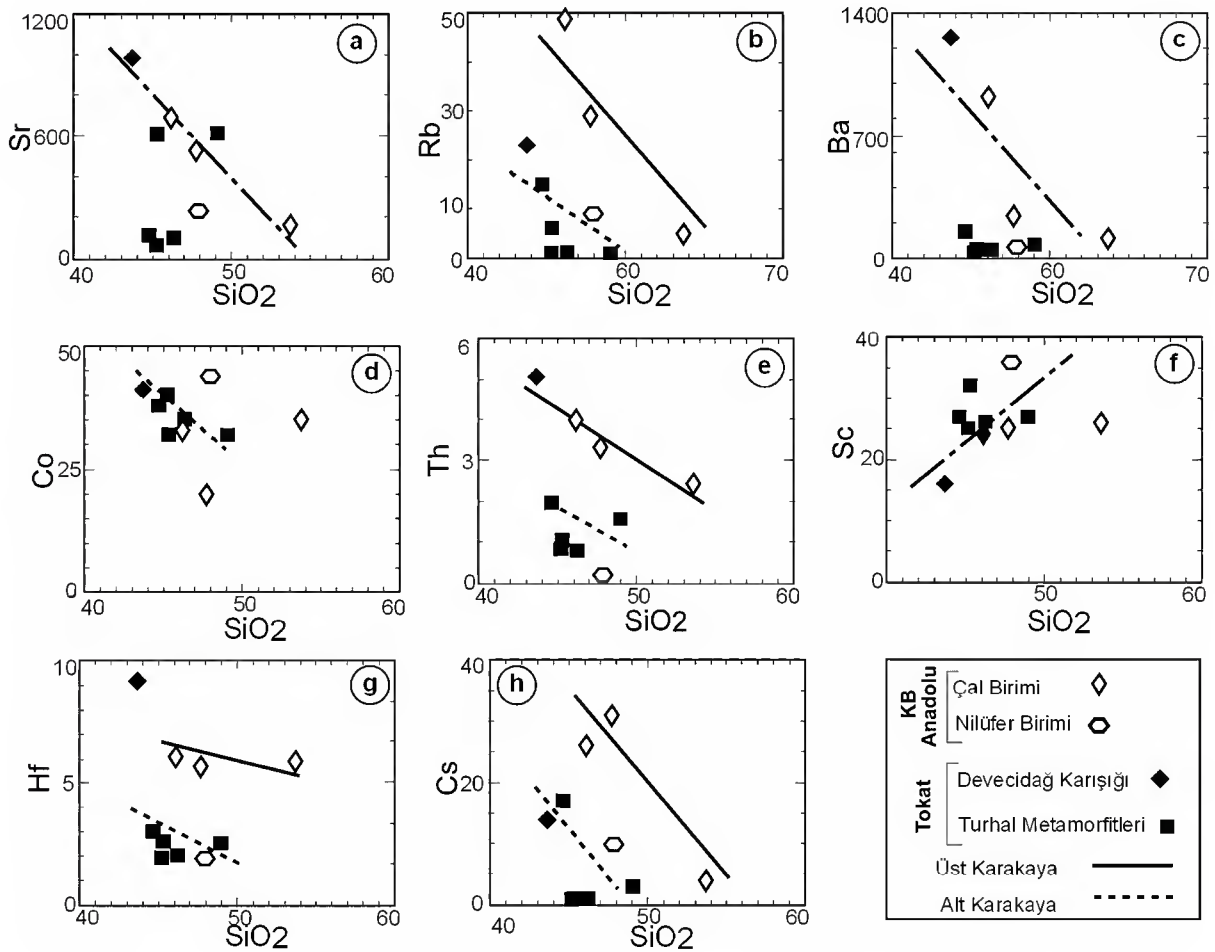 1200
600
0
Sr
a
40
50
60
SiO2
50
30
10
0
Rb
b
40
60
70
SiO2
1400
700
0
Ba
c
40
60
70
SiO2
50
25
0
Co
d
40
50
60
SiO2
6
3
0
Th
e
40
50
60
SiO2
40
20
0
Sc
f
50
60
SiO2
10
5
0
Hf
g
40
50
60
SiO2
40
20
0
Cs
h
40
50
60
SiO2
KB
Anadolu
Çal Birimi
Nilüfer Birimi
Tokat
Devecidağ Karışığı
Turhal Metamorfitleri
Üst Karakaya
Alt Karakaya